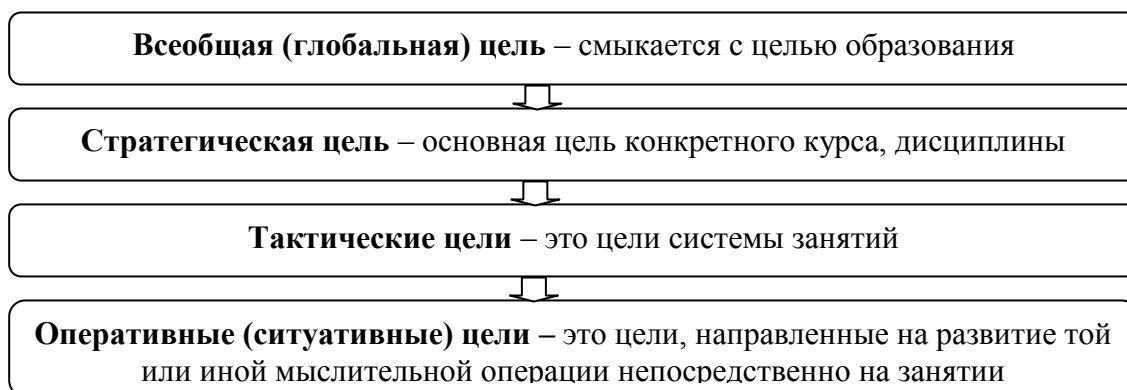 Всеобщая (глобальная) цель – смыкается с целью образования
Стратегическая цель – основная цель конкретного курса, дисциплины
Тактические цели – это цели системы занятий
Оперативные (ситуативные) цели – это цели, направленные на развитие той
или иной мыслительной операции непосредственно на занятии